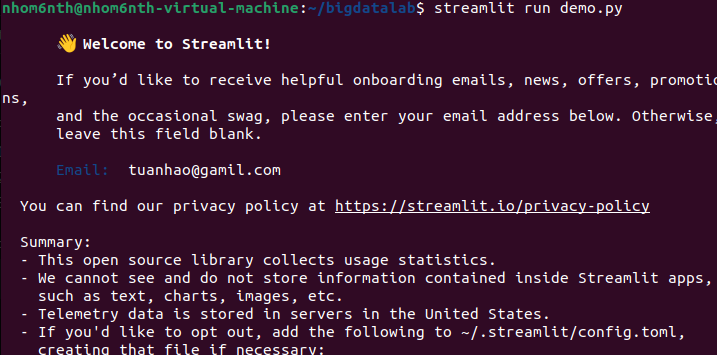 nhom6nth@nhom6nth-virtual-machine:~/bigdatalab$ streamlit run demo.py
👋 Welcome to Streamlit!
If you’d like to receive helpful onboarding emails, news, offers, promotio
ns,
and the occasional swag, please enter your email address below. Otherwise,
leave this field blank.
Email: tuanhao@gamil.com
You can find our privacy policy at https://streamlit.io/privacy-policy
Summary:
- This open source library collects usage statistics.
- We cannot see and do not store information contained inside Streamlit apps,
such as text, charts, images, etc.
- Telemetry data is stored in servers in the United States.
- If you'd like to opt out, add the following to ~/.streamlit/config.toml,
creating that file if necessary: